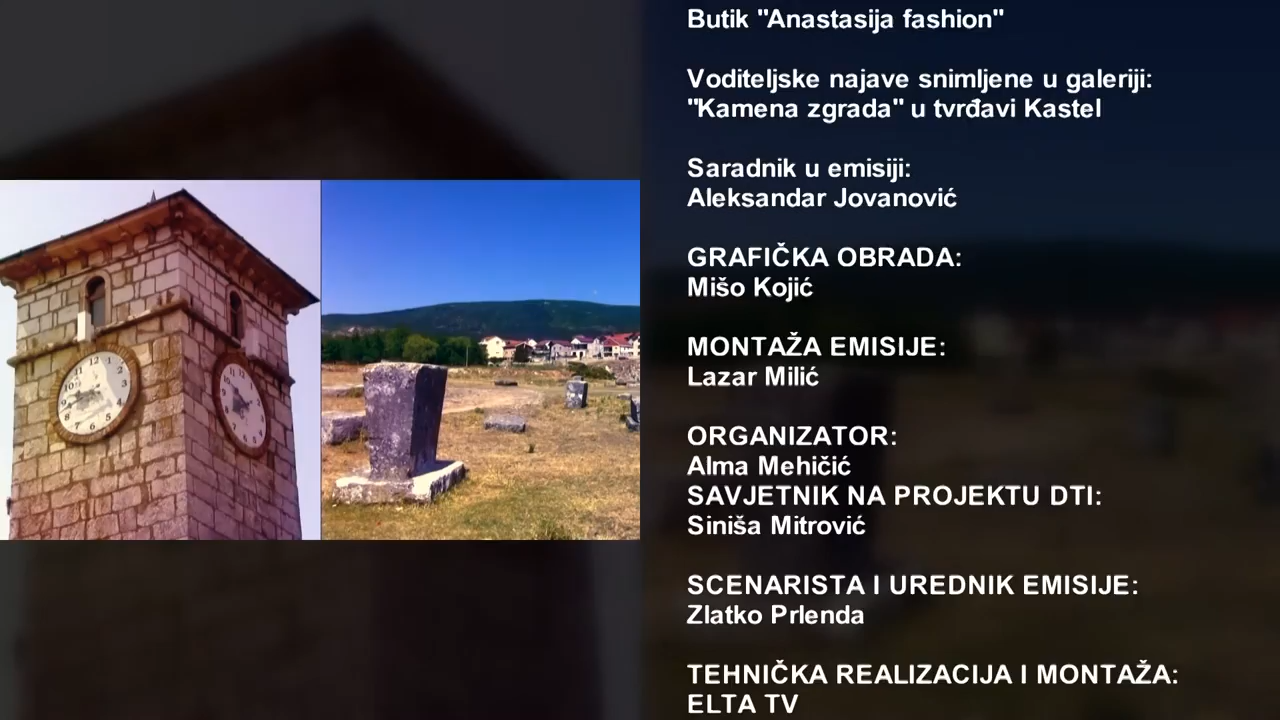 Butik "Anastasija fashion"
Voditeljske najave snimljene u galeriji:
"Kamena zgrada" u tvrđavi Kastel
Saradnik u emisiji:
Aleksandar Jovanović
GRAFIČKA OBRADA:
Mišo Kojić
MONTAŽA EMISIJE:
Lazar Milić
ORGANIZATOR:
Alma Mehičić
SAVJETNIK NA PROJEKTU DTI:
Siniša Mitrović
SCENARISTA I UREDNIK EMISIJE:
Zlatko Prlenda
TEHNIČKA REALIZACIJA I MONTAŽA:
ELTA TV